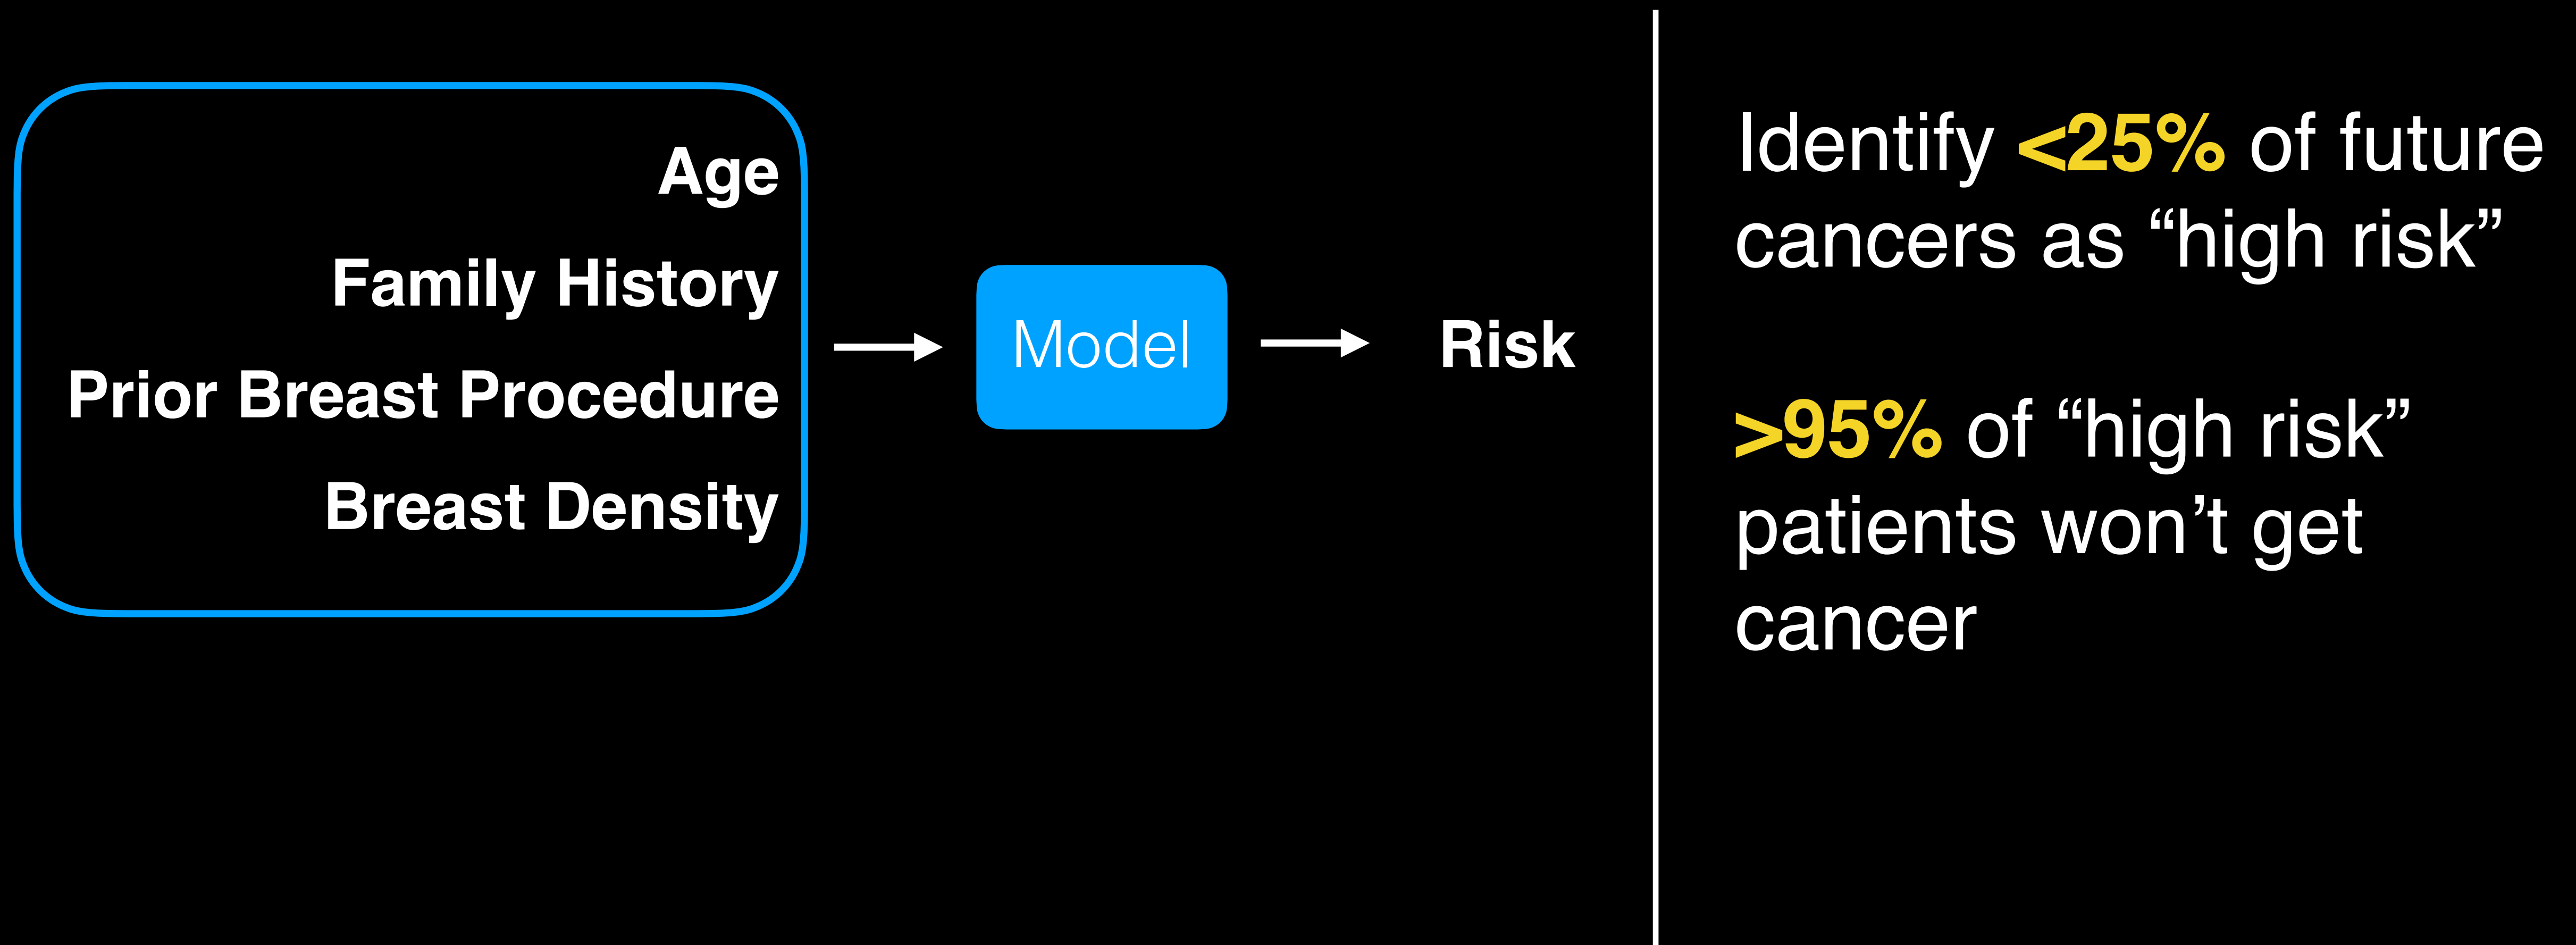 Age
Family History
Prior Breast Procedure
Breast Density
Model
Risk
Identify <25% of future
cancers as “high risk”
>95% of “high risk”
patients won’t get
cancer